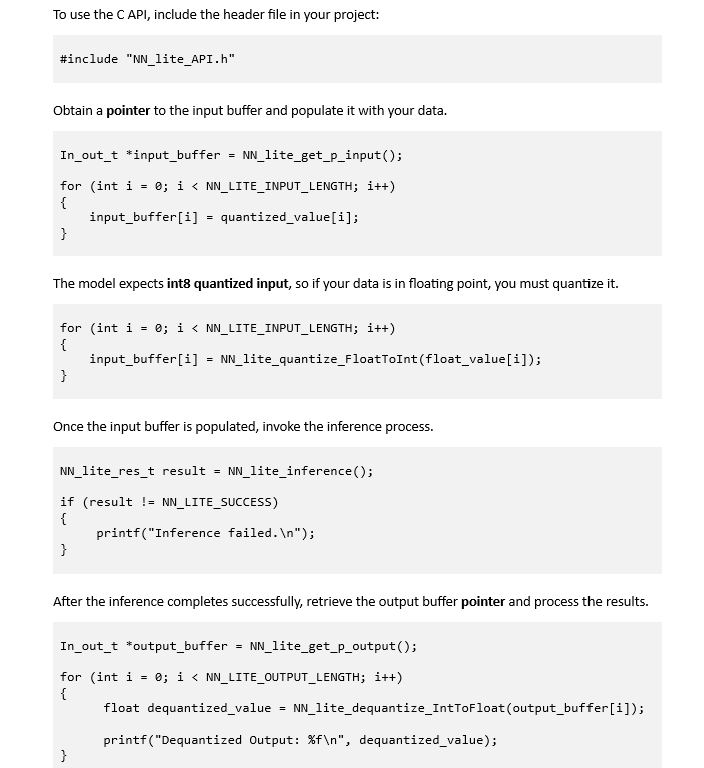 To use the C API, include the header file in your project:
#include "NN_lite_API.h"
Obtain a pointer to the input buffer and populate it with your data.
In_out_t *input_buffer = NN_lite_get_p_input();
for (int i = 0; i < NN_LITE_INPUT_LENGTH; i++)
{
    input_buffer[i] = quantized_value[i];
}
The model expects int8 quantized input, so if your data is in floating point, you must quantize it.
for (int i = 0; i < NN_LITE_INPUT_LENGTH; i++)
{
    input_buffer[i] = NN_lite_quantize_FloatToInt(float_value[i]);
}
Once the input buffer is populated, invoke the inference process.
NN_lite_res_t result = NN_lite_inference();
if (result != NN_LITE_SUCCESS)
{
     printf("Inference failed.\n");
}
After the inference completes successfully, retrieve the output buffer pointer and process the results.
In_out_t *output_buffer = NN_lite_get_p_output();
for (int i = 0; i < NN_LITE_OUTPUT_LENGTH; i++)
{
      float dequantized_value = NN_lite_dequantize_IntToFloat(output_buffer[i]);
      printf("Dequantized Output: %f\n", dequantized_value);
}